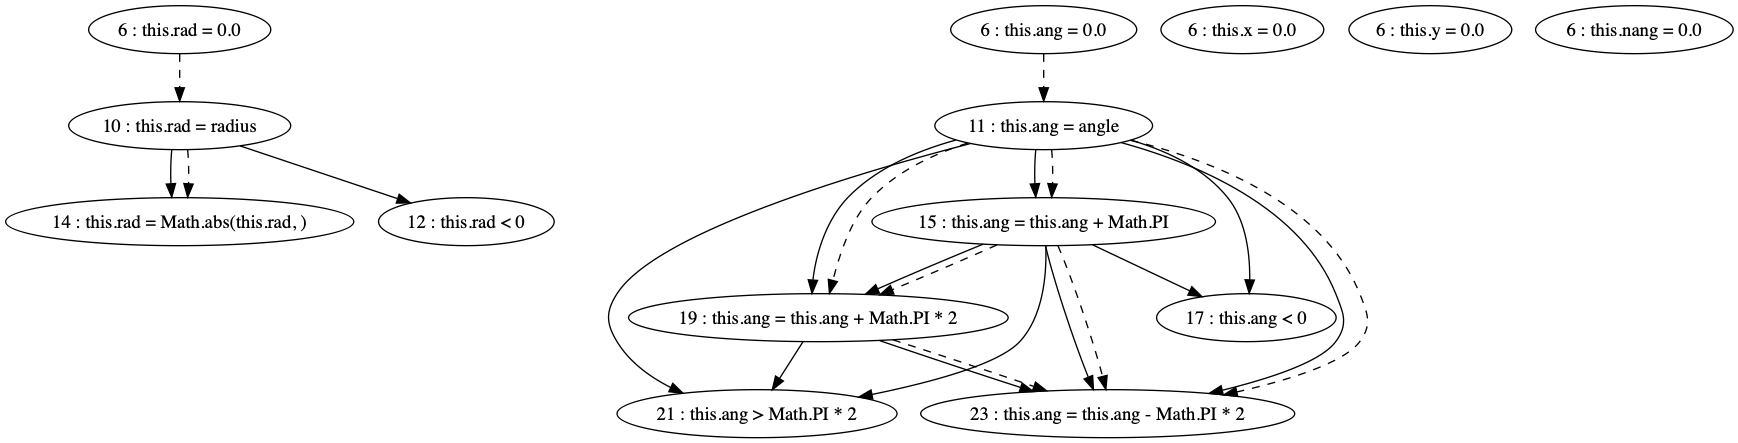 6 : this.rad = 0.0
6 : this.ang = 0.0
6 : this.x = 0.0
6 : this.y = 0.0
6 : this.nang = 0.0
10 : this.rad = radius
11 : this.ang = angle
14 : this.rad = Math.abs(this.rad, )
12 : this.rad < 0
15 : this.ang = this.ang + Math.PI
19 : this.ang = this.ang + Math.PI * 2
17 : this.ang < 0
21 : this.ang > Math.PI * 2
23 : this.ang = this.ang - Math.PI * 2